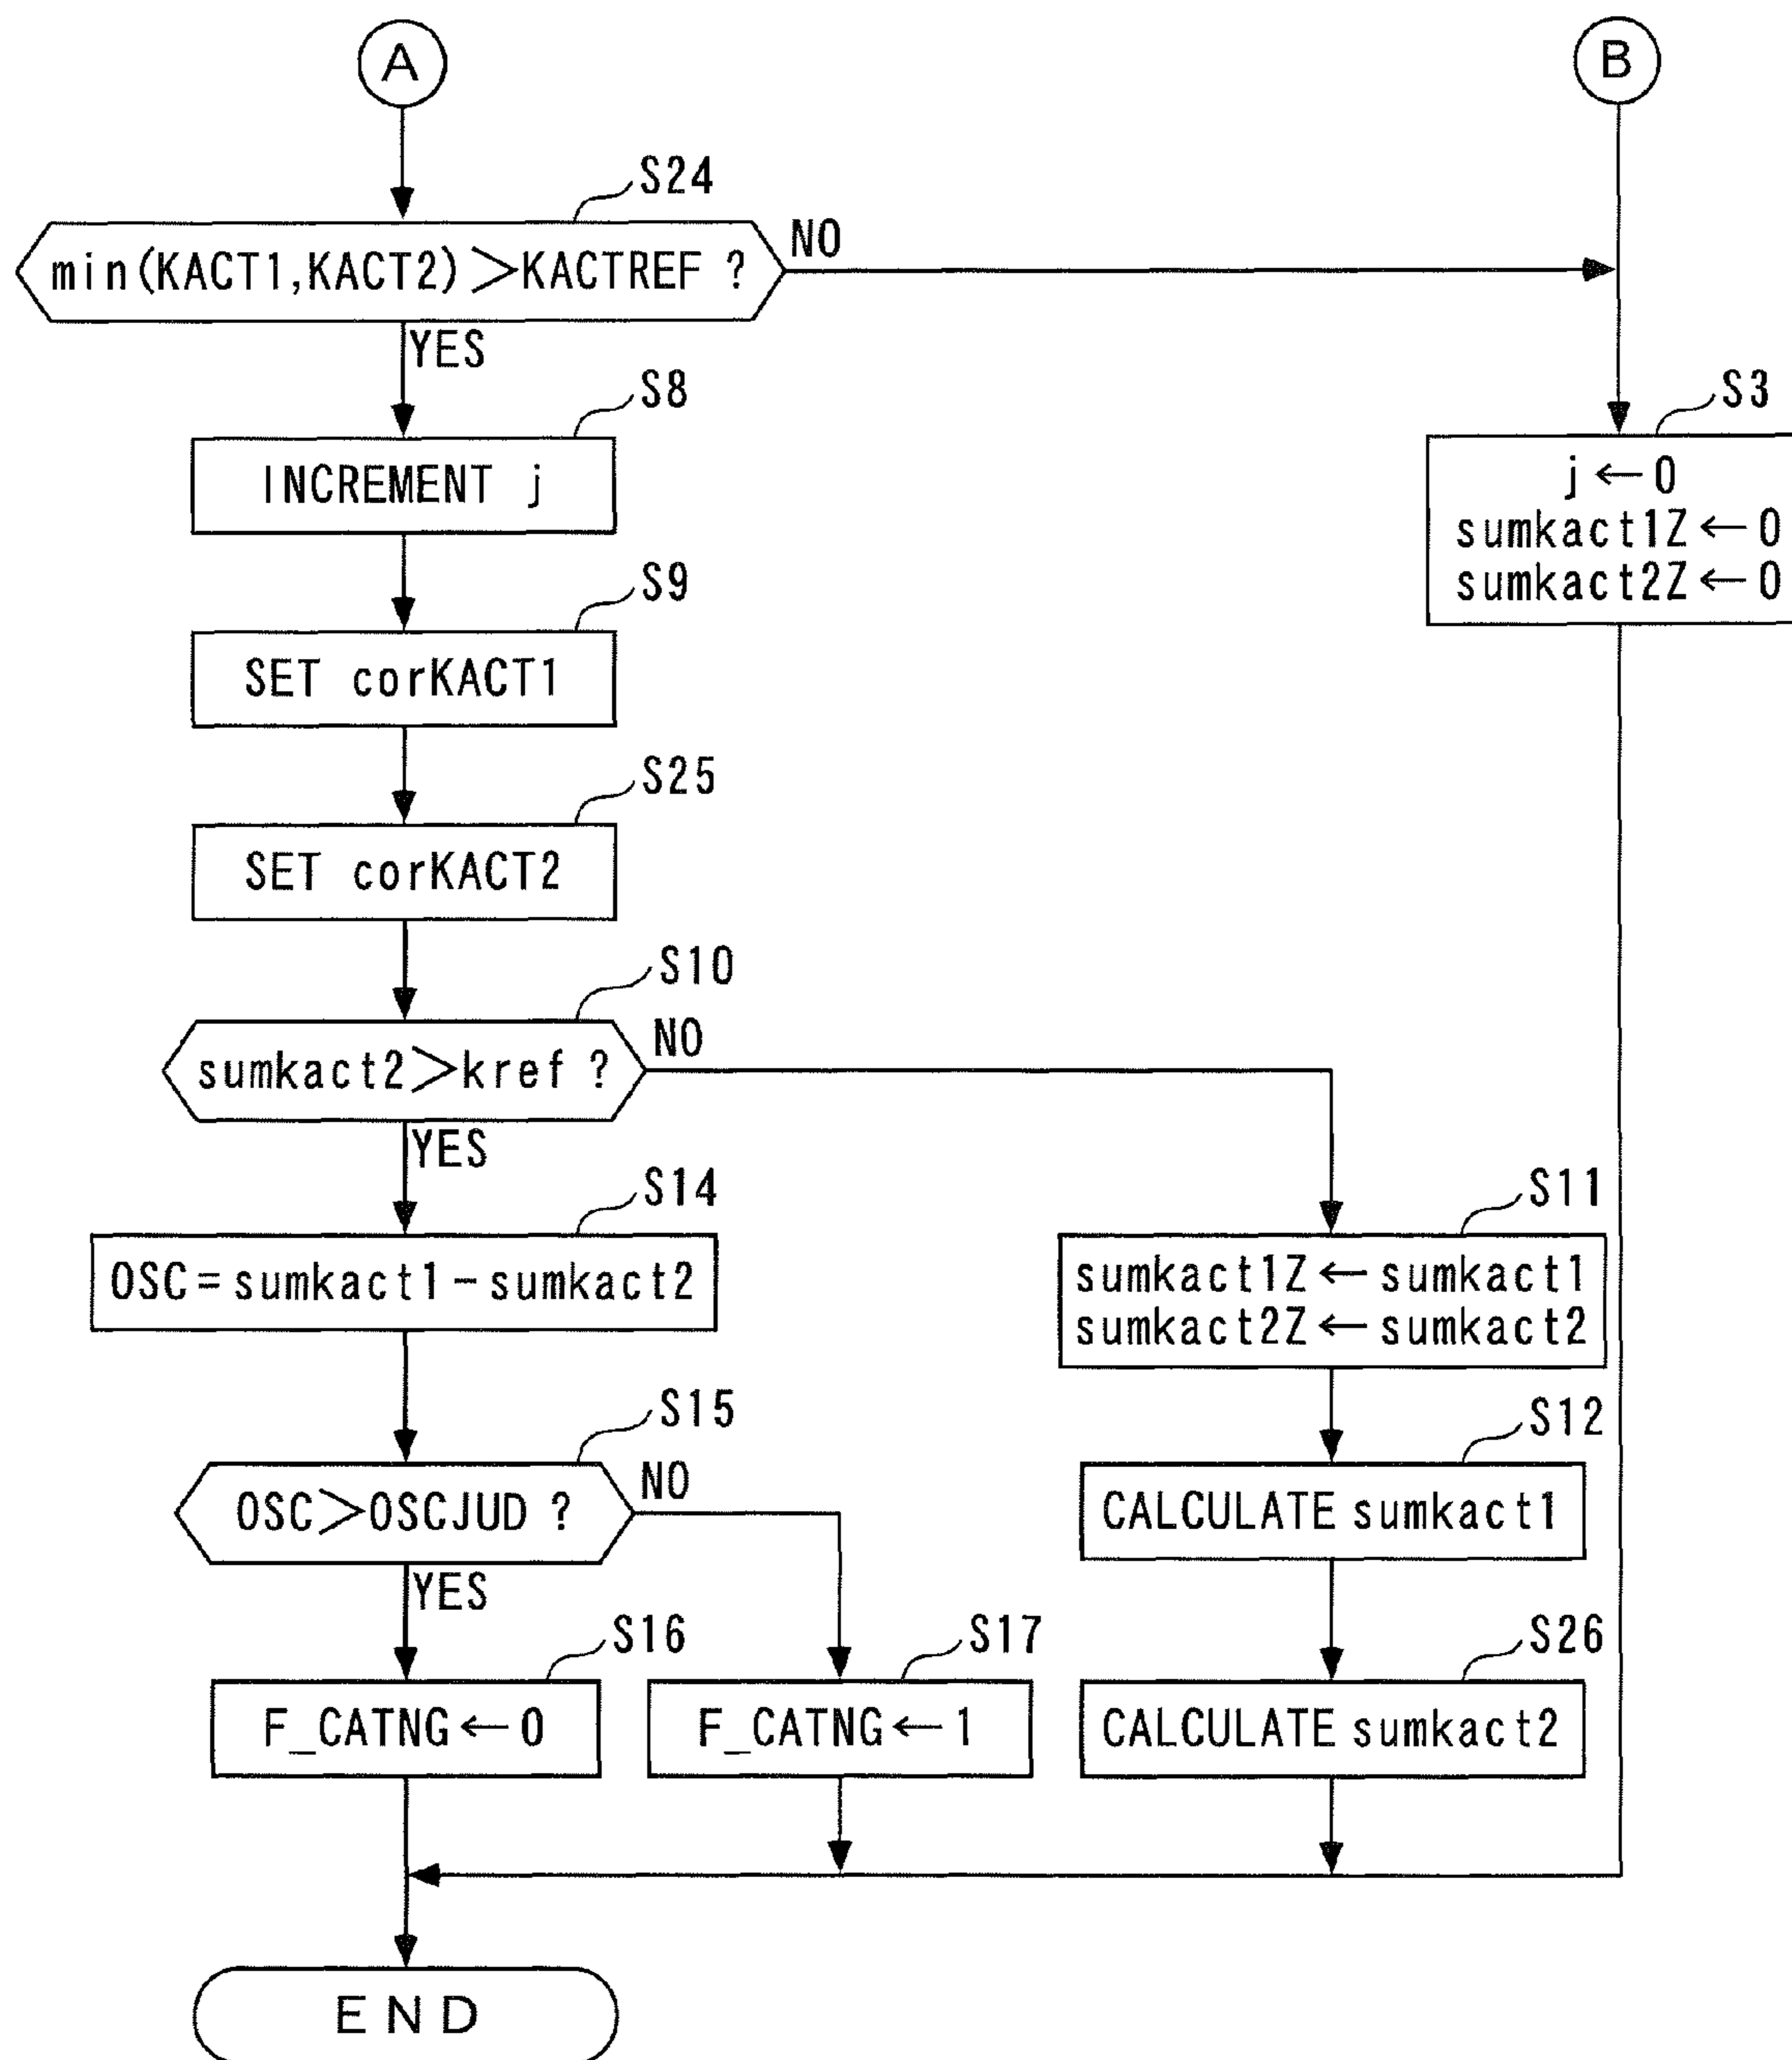 A
B
S24
min(KACT1,KACT2)>KACTREF ?
NO
YES
S8
INCREMENT j
S3
j←0
sumkact1Z←0
sumkact2Z←0
S9
SET corKACT1
S25
SET corKACT2
S10
sumkact2>kref ?
NO
YES
S14
OSC=sumkact1-sumkact2
S11
sumkact1Z←sumkact1
sumkact2Z←sumkact2
S15
OSC>OSCJUD ?
NO
YES
S12
CALCULATE sumkact1
S16
F_CATNG←0
S17
F_CATNG←1
S26
CALCULATE sumkact2
END